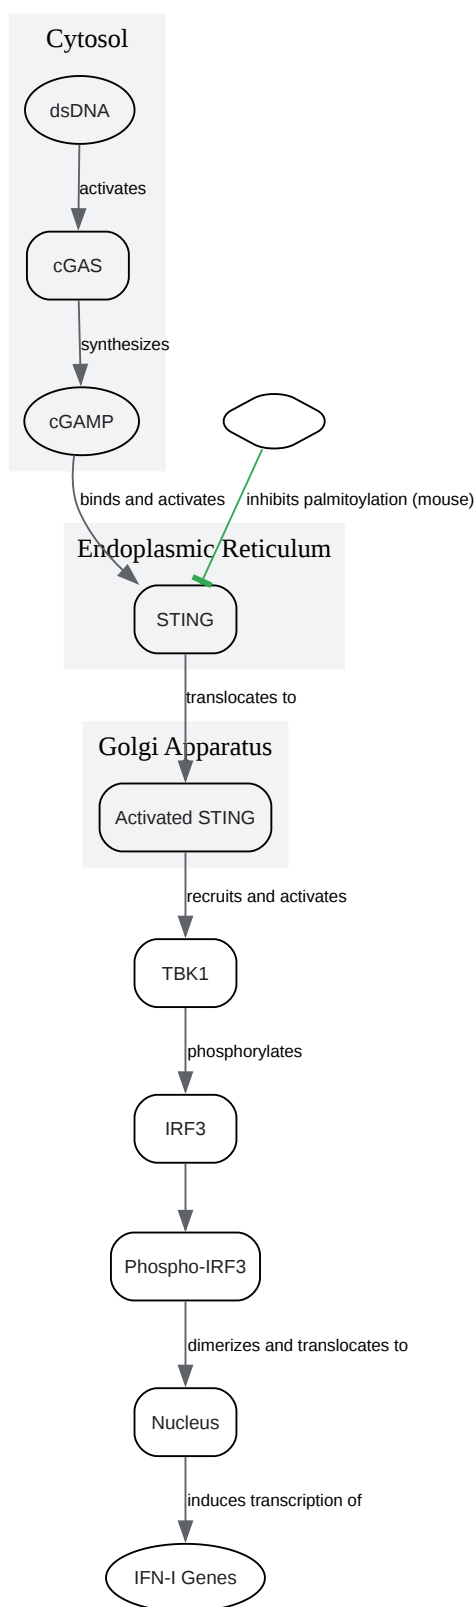 Cytosol
dsDNA
activates
cGAS
synthesizes
cGAMP
binds and activates
inhibits palmitoylation (mouse)
Endoplasmic Reticulum
STING
translocates to
Golgi Apparatus
Activated STING
recruits and activates
TBK1
phosphorylates
IRF3
Phospho-IRF3
dimerizes and translocates to
Nucleus
induces transcription of
IFN-I Genes